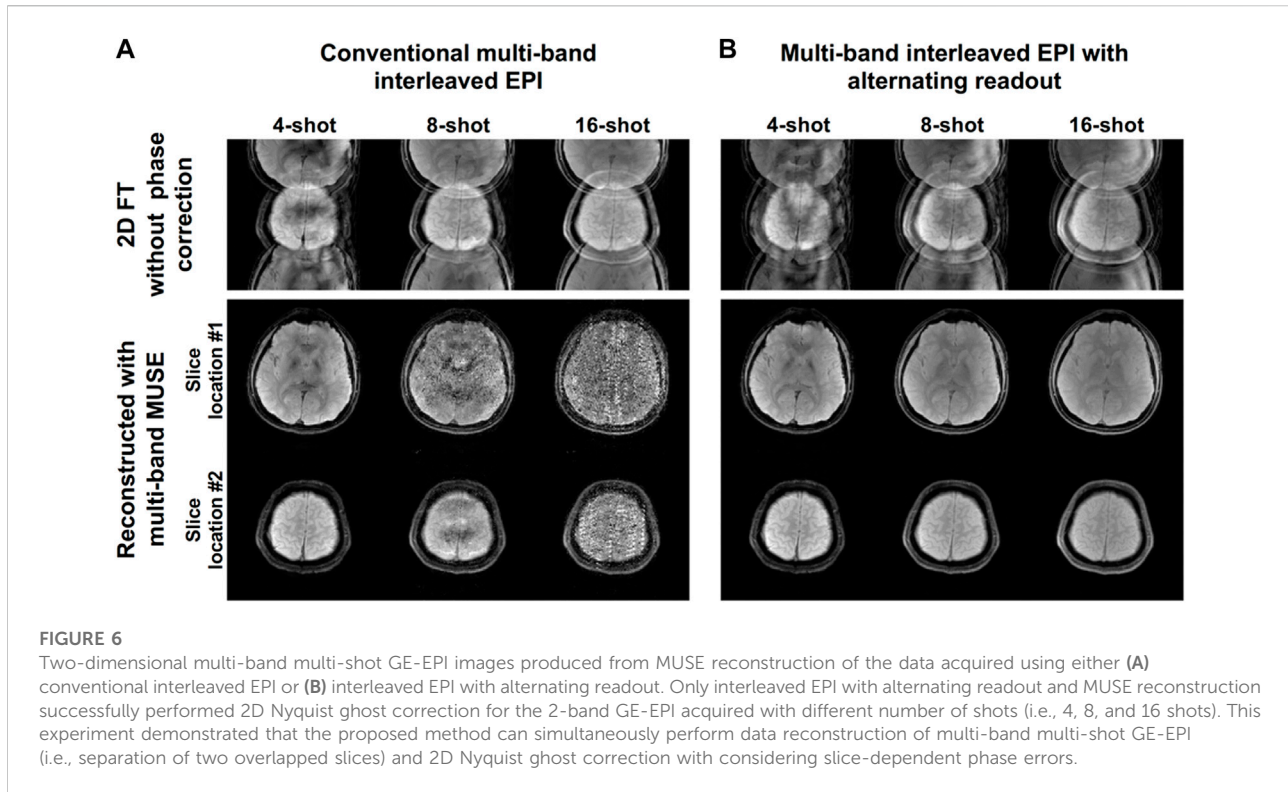 A
Conventional multi-band
interleaved EPI
B
Multi-band interleaved EPI with
alternating readout
4-shot
8-shot
16-shot
4-shot
8-shot
16-shot
2D FT
without phase
correction
Reconstructed with
multi-band MUSE
Slice
location #1
Slice
location #2
FIGURE 6
Two-dimensional multi-band multi-shot GE-EPI images produced from MUSE reconstruction of the data acquired using either (A)
conventional interleaved EPI or (B) interleaved EPI with alternating readout. Only interleaved EPI with alternating readout and MUSE reconstruction
successfully performed 2D Nyquist ghost correction for the 2-band GE-EPI acquired with different number of shots (i.e., 4, 8, and 16 shots). This
experiment demonstrated that the proposed method can simultaneously perform data reconstruction of multi-band multi-shot GE-EPI
(i.e., separation of two overlapped slices) and 2D Nyquist ghost correction with considering slice-dependent phase errors.